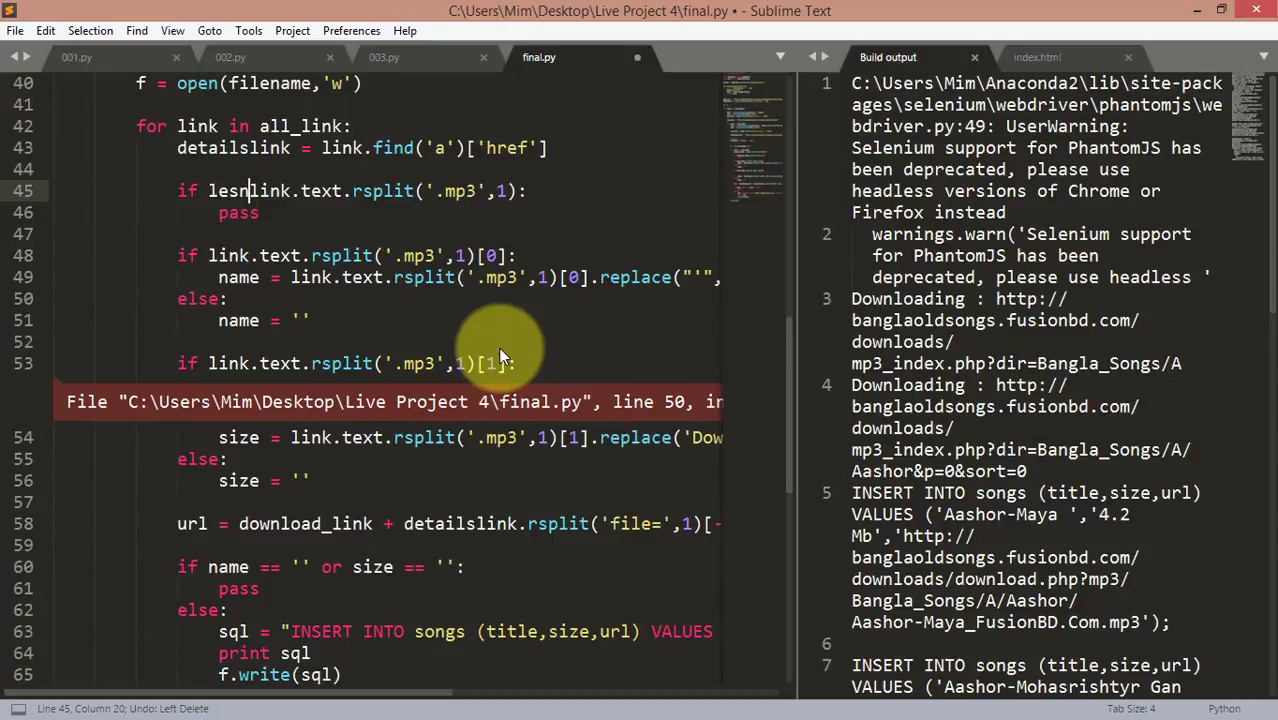 C:\Users\Mim\Desktop\Live Project 4\final.py • - Sublime Text
File Edit Selection Find View Goto Tools Project Preferences Help
001.py 002.py 003.py final.py
Build output index.html
40 f = open(filename,'w')
41
42 for link in all_link:
43 detailslink = link.find('a')['href']
44
45 if lesnlink.text.rsplit('.mp3',1):
46 pass
47
48 if link.text.rsplit('.mp3',1)[0]:
49 name = link.text.rsplit('.mp3',1)[0].replace("'",
50 else:
51 name = ''
52
53 if link.text.rsplit('.mp3',1)[1]:
File "C:\Users\Mim\Desktop\Live Project 4\final.py", line 50, in
54 size = link.text.rsplit('.mp3',1)[1].replace('Dow
55 else:
56 size = ''
57
58 url = download_link + detailslink.rsplit('file=',1)[-
59
60 if name == '' or size == '':
61 pass
62 else:
63 sql = "INSERT INTO songs (title,size,url) VALUES
64 print sql
65 f.write(sql)
1 C:\Users\Mim\Anaconda2\lib\site-pack
ages\selenium\webdriver\phantomjs\we
bdriver.py:49: UserWarning:
Selenium support for PhantomJS has
been deprecated, please use
headless versions of Chrome or
Firefox instead
2 warnings.warn('Selenium support
for PhantomJS has been
deprecated, please use headless '
3 Downloading : http://
banglaoldsongs.fusionbd.com/
downloads/
mp3_index.php?dir=Bangla_Songs/A
4 Downloading : http://
banglaoldsongs.fusionbd.com/
downloads/
mp3_index.php?dir=Bangla_Songs/A/
Aashor&p=0&sort=0
5 INSERT INTO songs (title,size,url)
VALUES ('Aashor-Maya ','4.2
Mb','http://
banglaoldsongs.fusionbd.com/
downloads/download.php?mp3/
Bangla_Songs/A/Aashor/
Aashor-Maya_FusionBD.Com.mp3');
6
7 INSERT INTO songs (title,size,url)
VALUES ('Aashor-Mohasrishtyr Gan
Line 45, Column 20; Undo: Left Delete
Tab Size: 4 Python